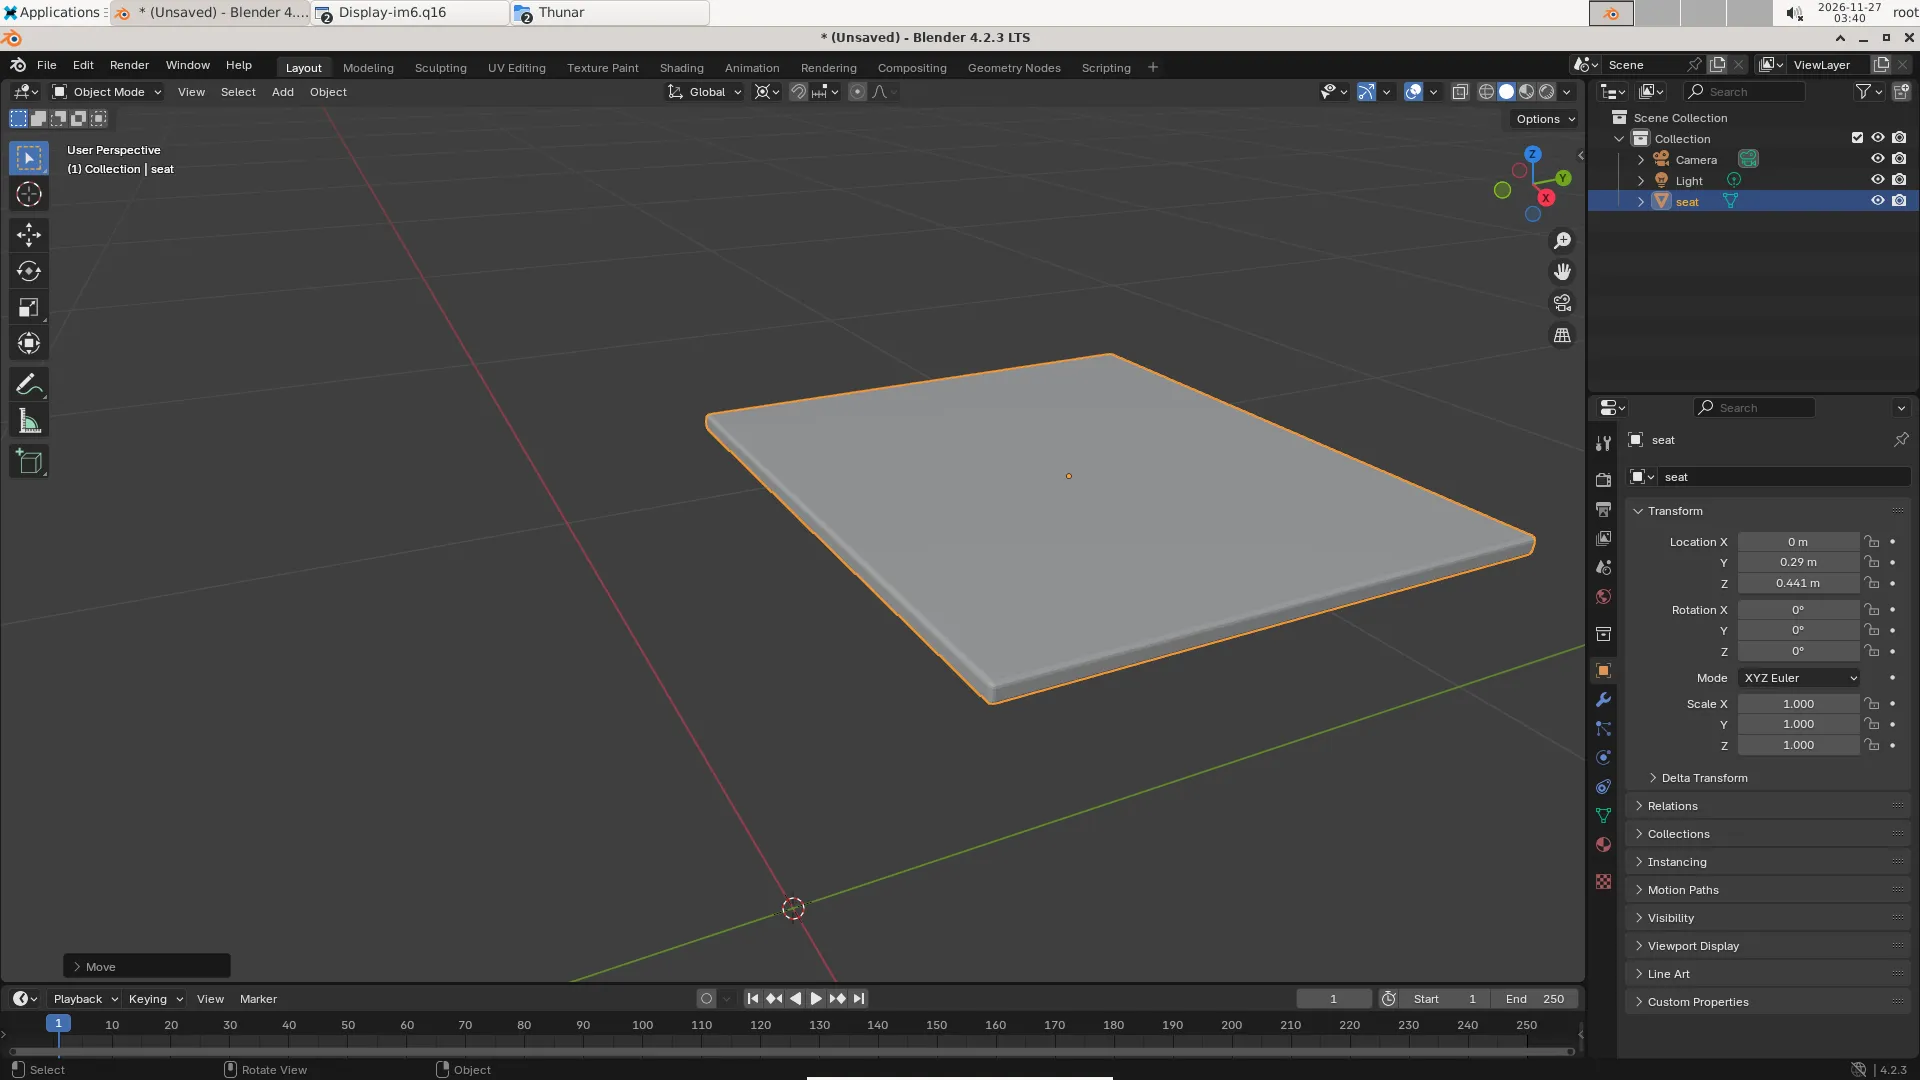 Applications
* (Unsaved) - Blender 4....
2
Display-im6.q16
2
Thunar
2026-11-27
03:40
root
* (Unsaved) - Blender 4.2.3 LTS
File Edit Render Window Help
Layout Modeling Sculpting UV Editing Texture Paint Shading Animation Rendering Compositing Geometry Nodes Scripting
Scene
ViewLayer
Object Mode View Select Add Object
Global
Search
Options
User Perspective
(1) Collection | seat
Z
Y
X
Scene Collection
Collection
Camera
Light
seat
Search
seat
seat
Transform
Location X 0 m
Y 0.29 m
Z 0.441 m
Rotation X 0°
Y 0°
Z 0°
Mode XYZ Euler
Scale X 1.000
Y 1.000
Z 1.000
Delta Transform
Relations
Collections
Instancing
Motion Paths
Visibility
Viewport Display
Line Art
Custom Properties
Move
Playback Keying View Marker
1
Start 1
End 250
1 10 20 30 40 50 60 70 80 90 100 110 120 130 140 150 160 170 180 190 200 210 220 230 240 250
Select
Rotate View
Object
4.2.3